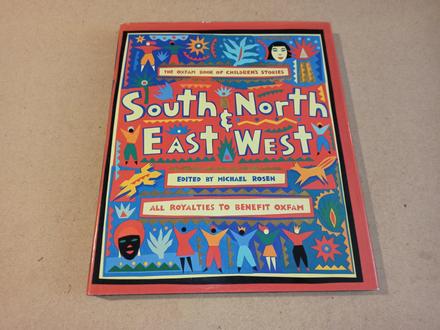 THE OXFAM BOOK OF CHILDREN'S STORIES
SOUTH & NORTH
EAST WEST
EDITED BY MICHAEL ROSEN
ALL ROYALTIES TO BENEFIT OXFAM